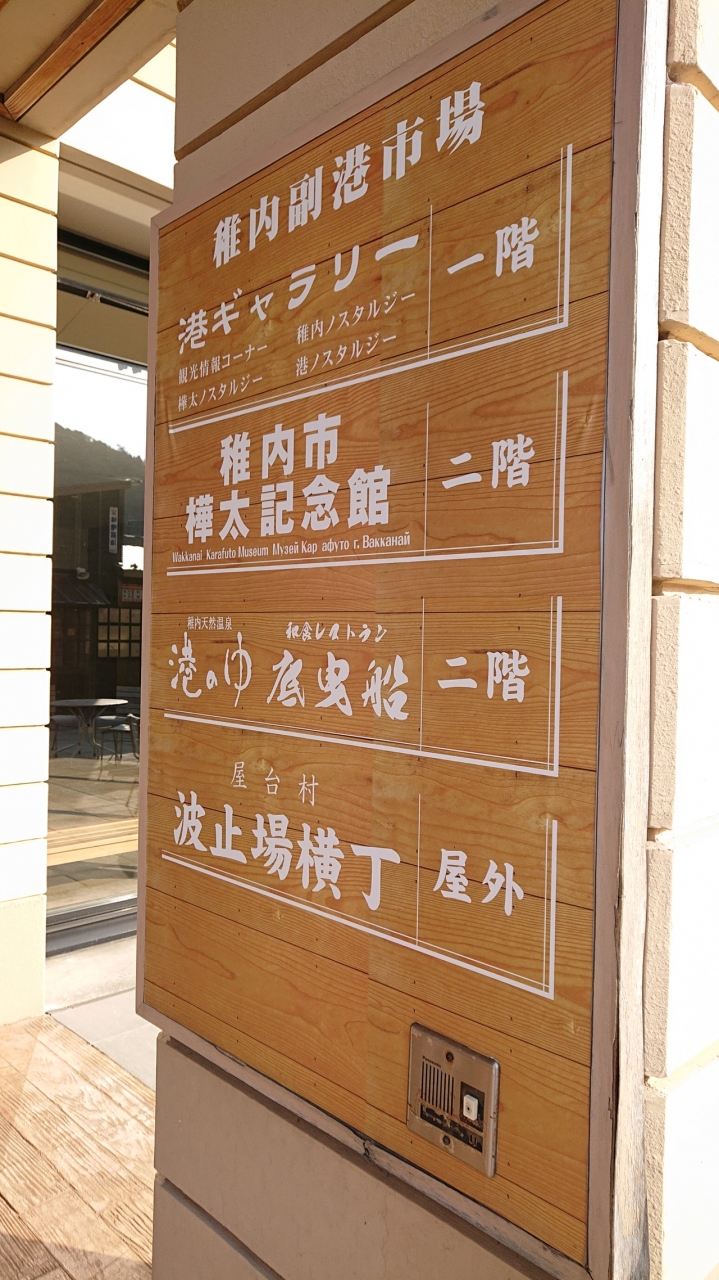 稚内副港市場
港ギャラリー 一階
観光情報コーナー 稚内ノスタルジー
樺太ノスタルジー 港ノスタルジー
稚内市
樺太記念館 二階
Wakkanai Karafuto Museum Музей Кар афуто г. Вакканай
稚内天然温泉 和食レストラン
港のゆ 底曳船 二階
屋台村
波止場横丁 屋外